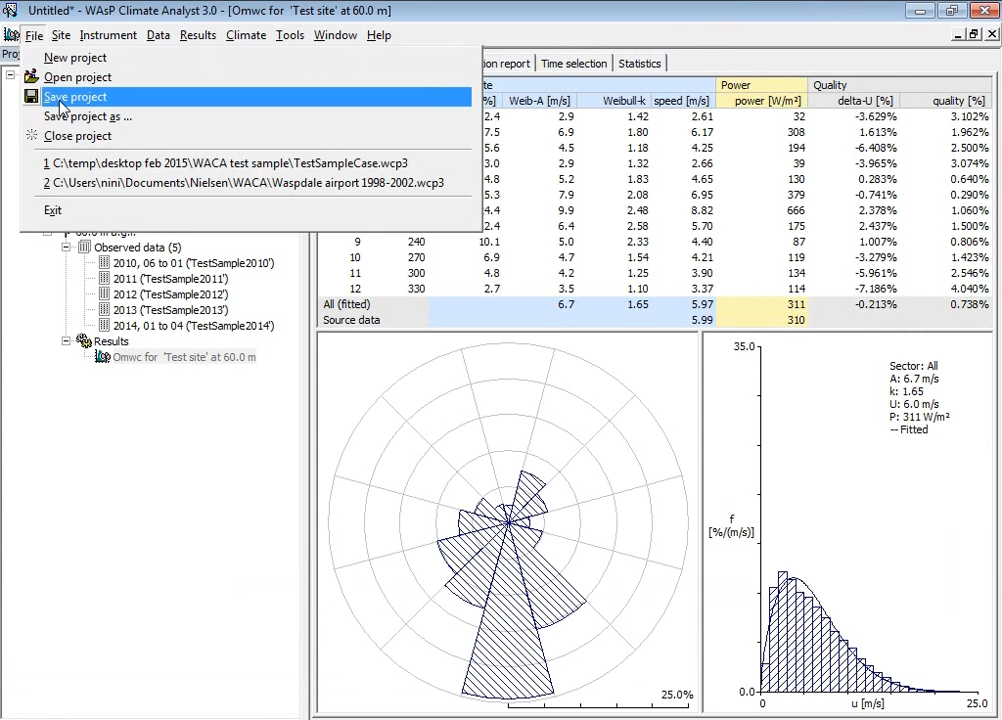 Untitled* - WAsP Climate Analyst 3.0 - [Omwc for 'Test site' at 60.0 m]
File Site Instrument Data Results Climate Tools Window Help
New project
Open project
Save project
Save project as ...
Close project
1 C:\temp\desktop feb 2015\WACA test sample\TestSampleCase.wcp3
2 C:\Users\nini\Documents\Nielsen\WACA\Waspdale airport 1998-2002.wcp3
Exit
Observed data (5)
2010, 06 to 01 ('TestSample2010')
2011 ('TestSample2011')
2012 ('TestSample2012')
2013 ('TestSample2013')
2014, 01 to 04 ('TestSample2014')
Results
Omwc for 'Test site' at 60.0 m
report Time selection Statistics
Power Quality
%] Weib-A [m/s] Weibull-k speed [m/s] power [W/m²] delta-U [%] quality [%]
2.4 2.9 1.42 2.61 32 -3.629% 3.102%
7.5 6.9 1.80 6.17 308 1.613% 1.962%
5.6 4.5 1.18 4.25 194 -6.408% 2.500%
4.1 2.9 1.32 2.66 39 -3.965% 3.074%
4.8 5.2 1.83 4.65 130 0.283% 0.640%
5.3 7.9 2.08 6.95 379 -0.741% 0.290%
4.4 9.9 2.48 8.82 666 2.378% 1.060%
6.4 2.58 5.70 175 2.437% 1.500%
9 240 10.1 5.0 2.33 4.40 87 1.007% 0.806%
10 270 6.9 4.7 1.54 4.21 119 -3.279% 1.423%
11 300 4.8 4.2 1.25 3.90 134 -5.961% 2.546%
12 330 2.7 3.5 1.10 3.37 114 -7.186% 4.040%
All (fitted) 6.7 1.65 5.97 311 -0.213% 0.738%
Source data 5.99 310
25.0%
35.0
f
[%/(m/s)]
0.0
0
u [m/s]
25.0
Sector: All
A: 6.7 m/s
k: 1.65
U: 6.0 m/s
P: 311 W/m²
-- Fitted